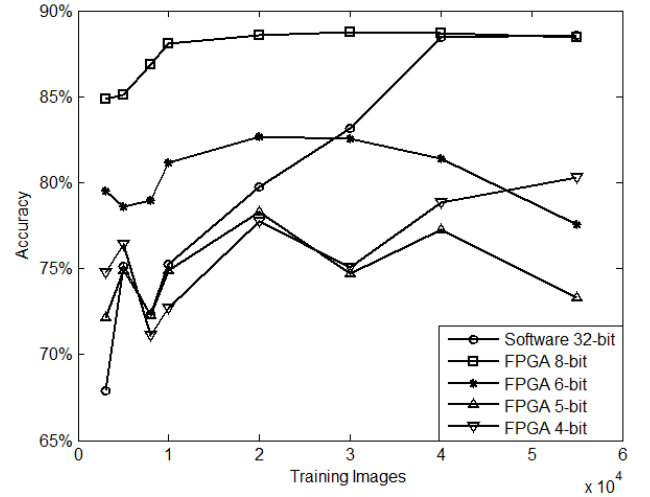 90%
85%
80%
75%
70%
65%
Accuracy
0
1
2
3
4
5
6
Training Images
x 10^4
Software 32-bit
FPGA 8-bit
FPGA 6-bit
FPGA 5-bit
FPGA 4-bit